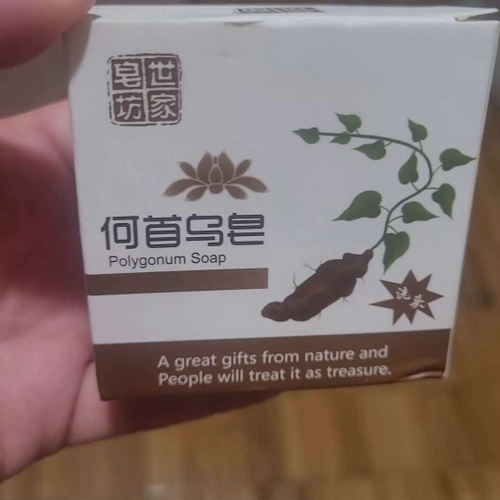 世家
皂坊
何首乌皂
Polygonum Soap
洗头
A great gifts from nature and
People will treat it as treasure.